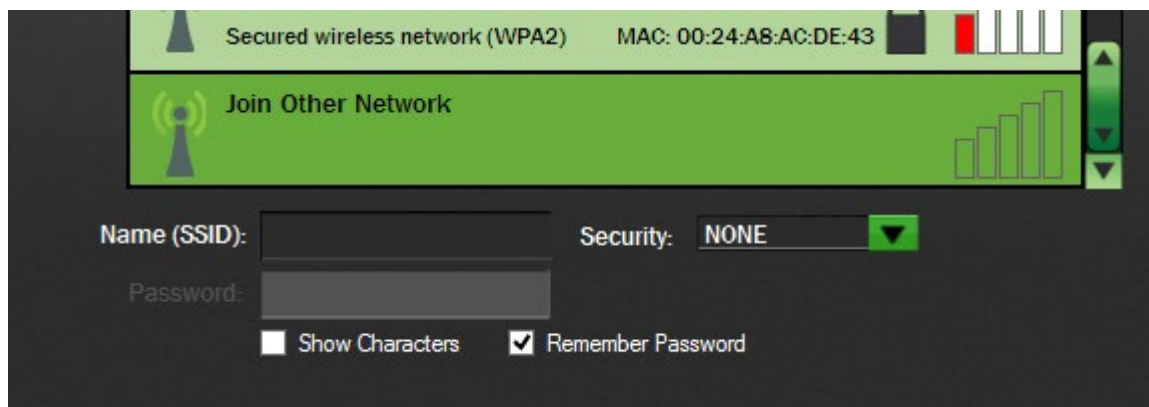 Secured wireless network (WPA2) MAC: 00:24:A8:AC:DE:43
Join Other Network
Name (SSID): Security: NONE
Password:
Show Characters Remember Password